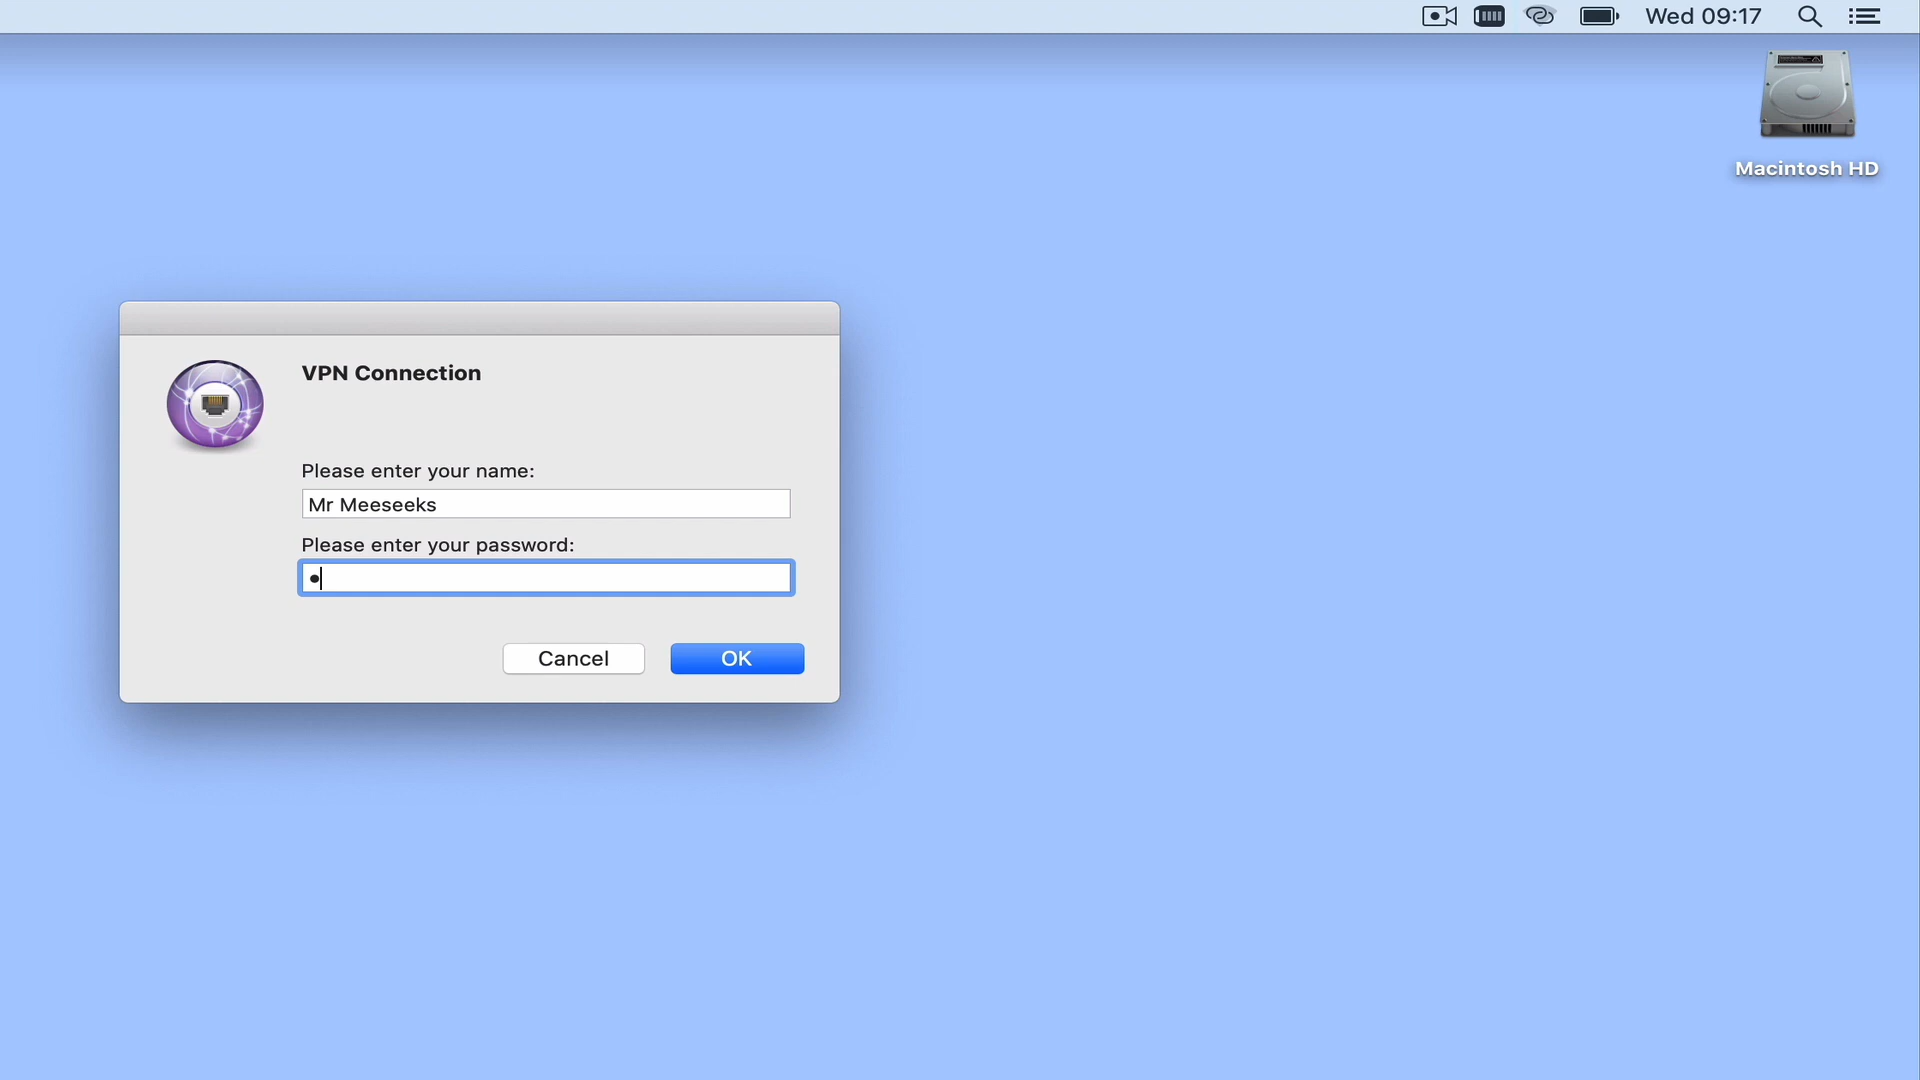 Wed 09:17
Macintosh HD
VPN Connection
Please enter your name:
Mr Meeseeks
Please enter your password:
Cancel
OK